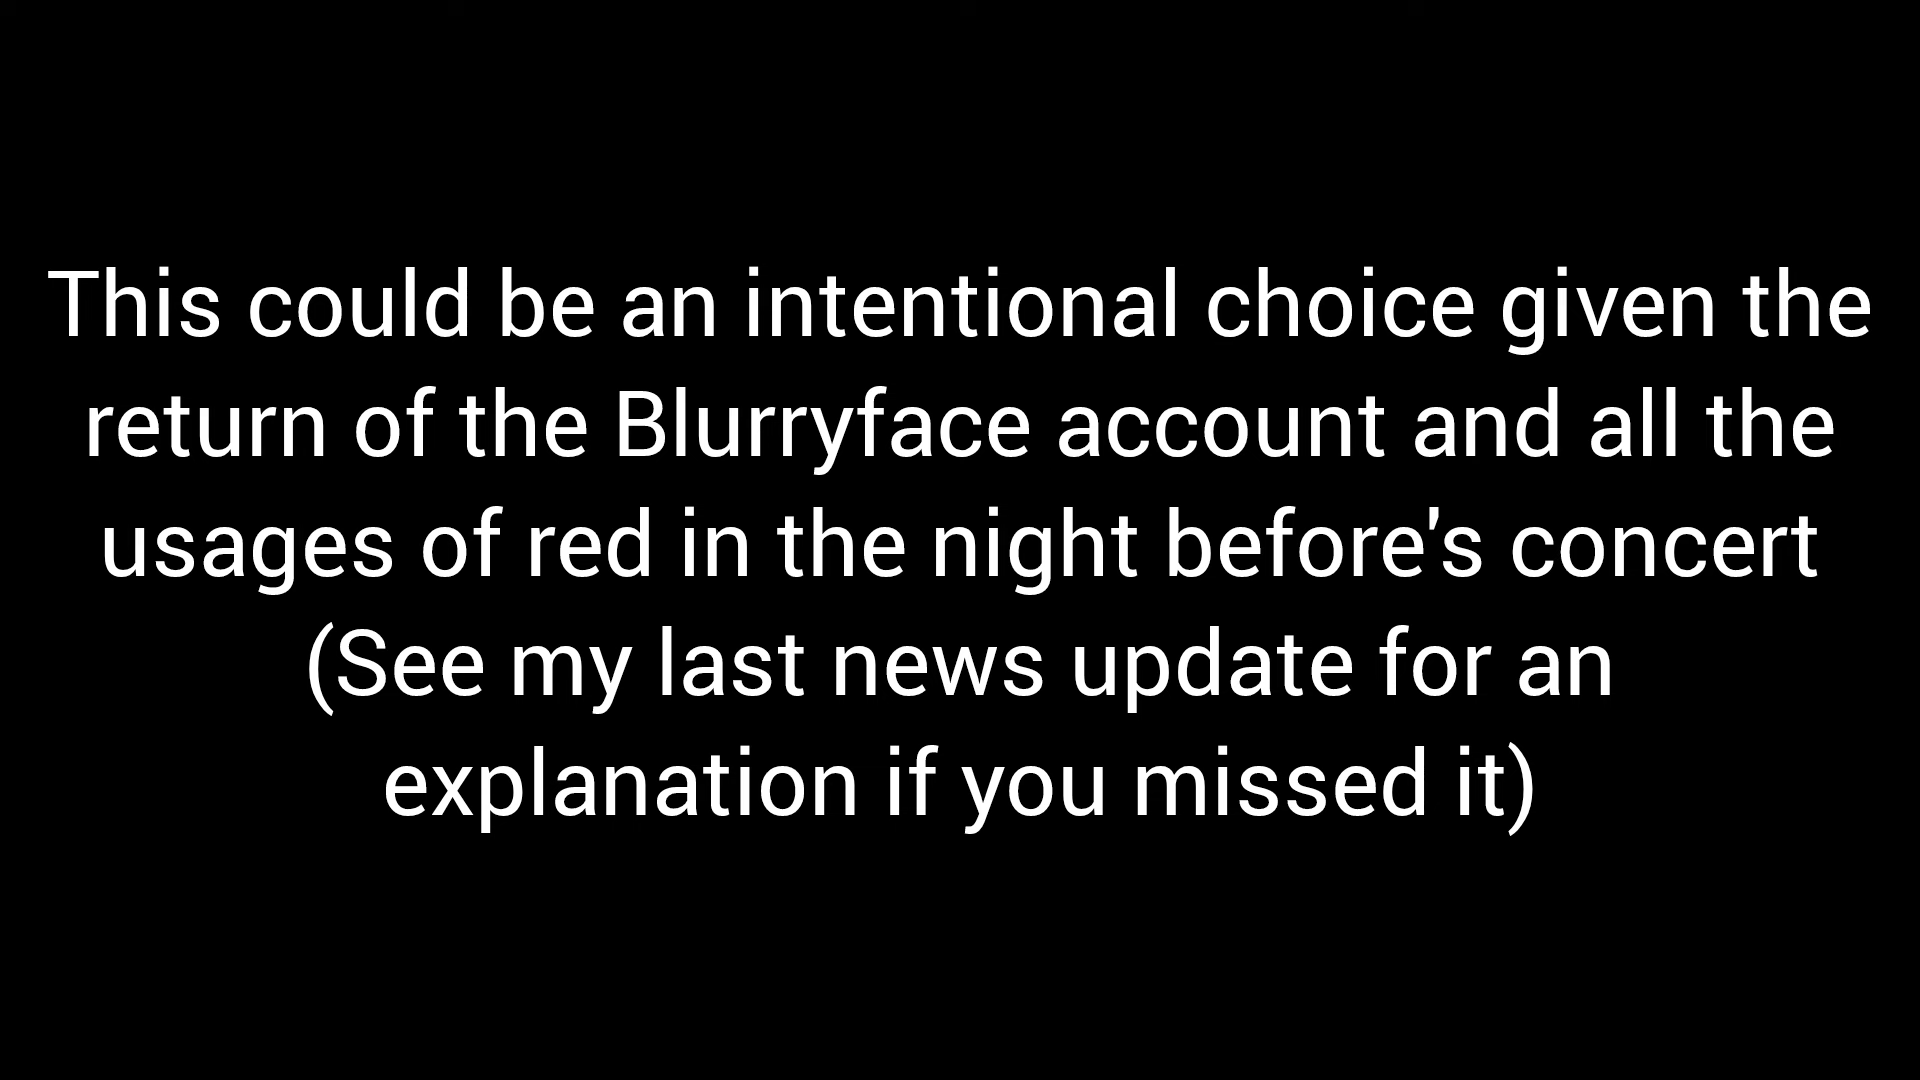 This could be an intentional choice given the
return of the Blurryface account and all the
usages of red in the night before's concert
(See my last news update for an
explanation if you missed it)